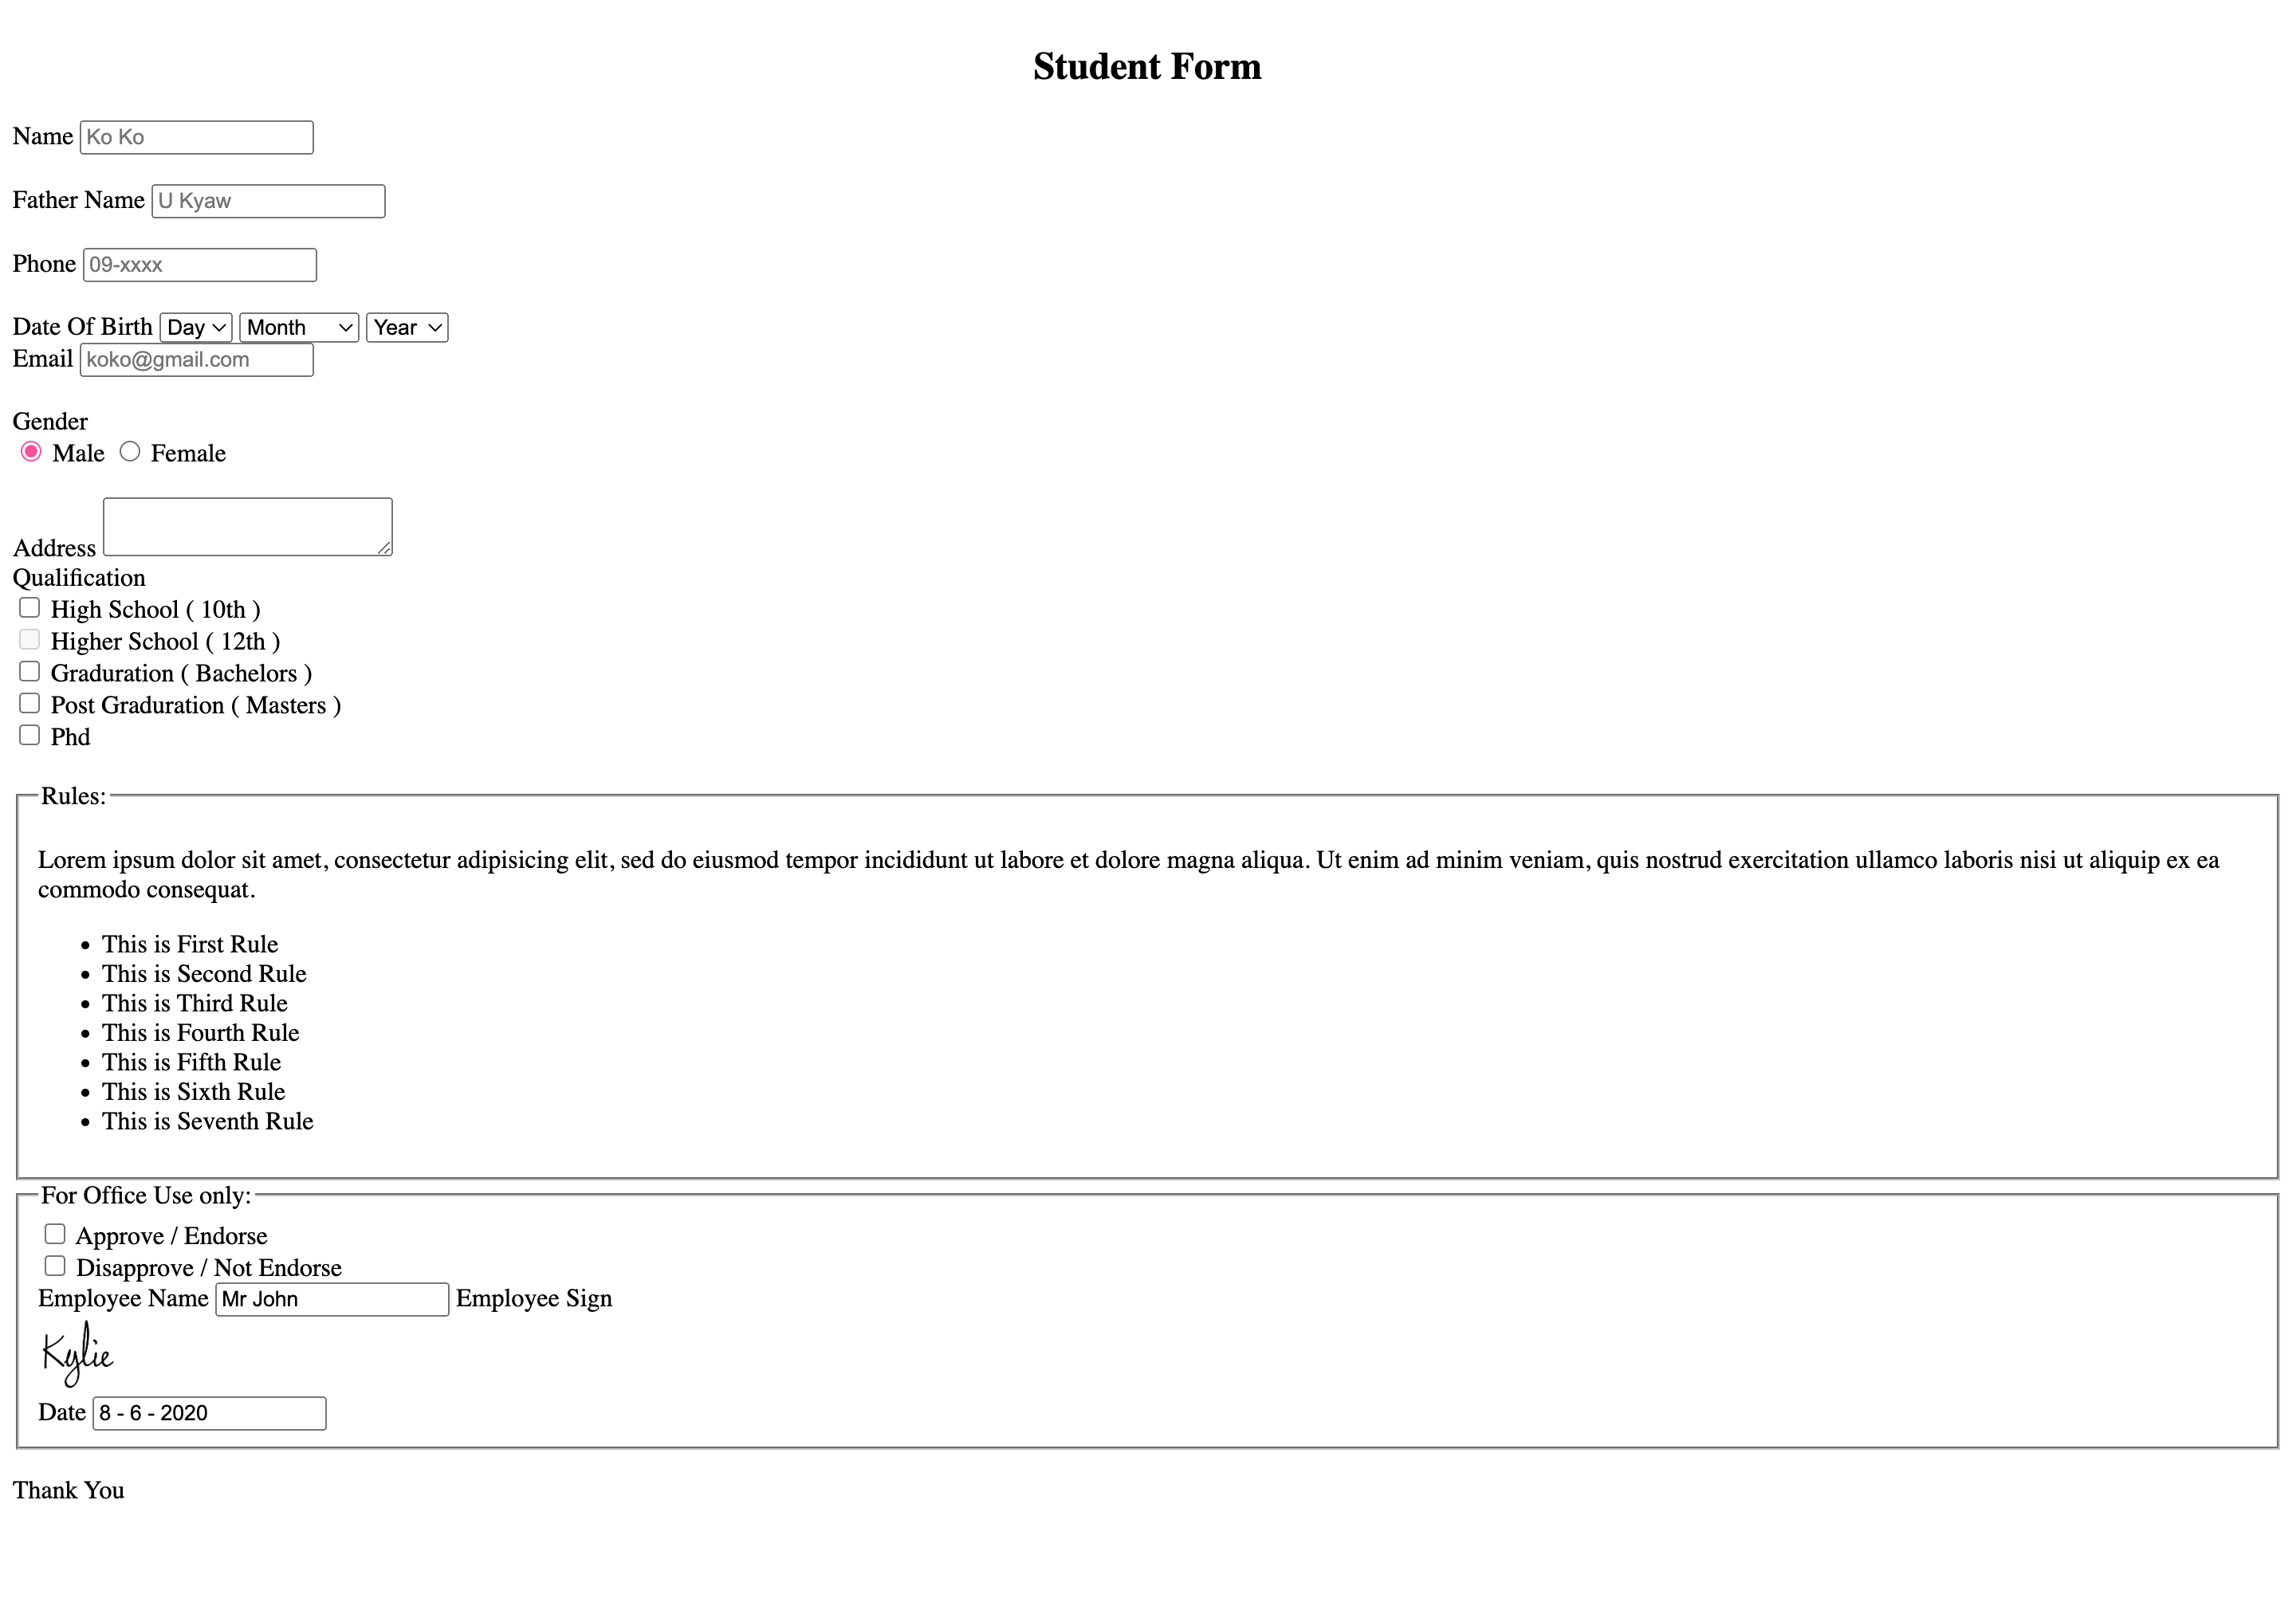 Student Form
Name Ko Ko
Father Name U Kyaw
Phone 09-xxxx
Date Of Birth Day Month Year
Email koko@gmail.com
Gender
Male Female
Address
Qualification
High School ( 10th )
Higher School ( 12th )
Graduration ( Bachelors )
Post Graduration ( Masters )
Phd
Rules:
Lorem ipsum dolor sit amet, consectetur adipisicing elit, sed do eiusmod tempor incididunt ut labore et dolore magna aliqua. Ut enim ad minim veniam, quis nostrud exercitation ullamco laboris nisi ut aliquip ex ea
commodo consequat.
• This is First Rule
• This is Second Rule
• This is Third Rule
• This is Fourth Rule
• This is Fifth Rule
• This is Sixth Rule
• This is Seventh Rule
For Office Use only:
Approve / Endorse
Disapprove / Not Endorse
Employee Name Mr John Employee Sign
Kylie
Date 8 - 6 - 2020
Thank You